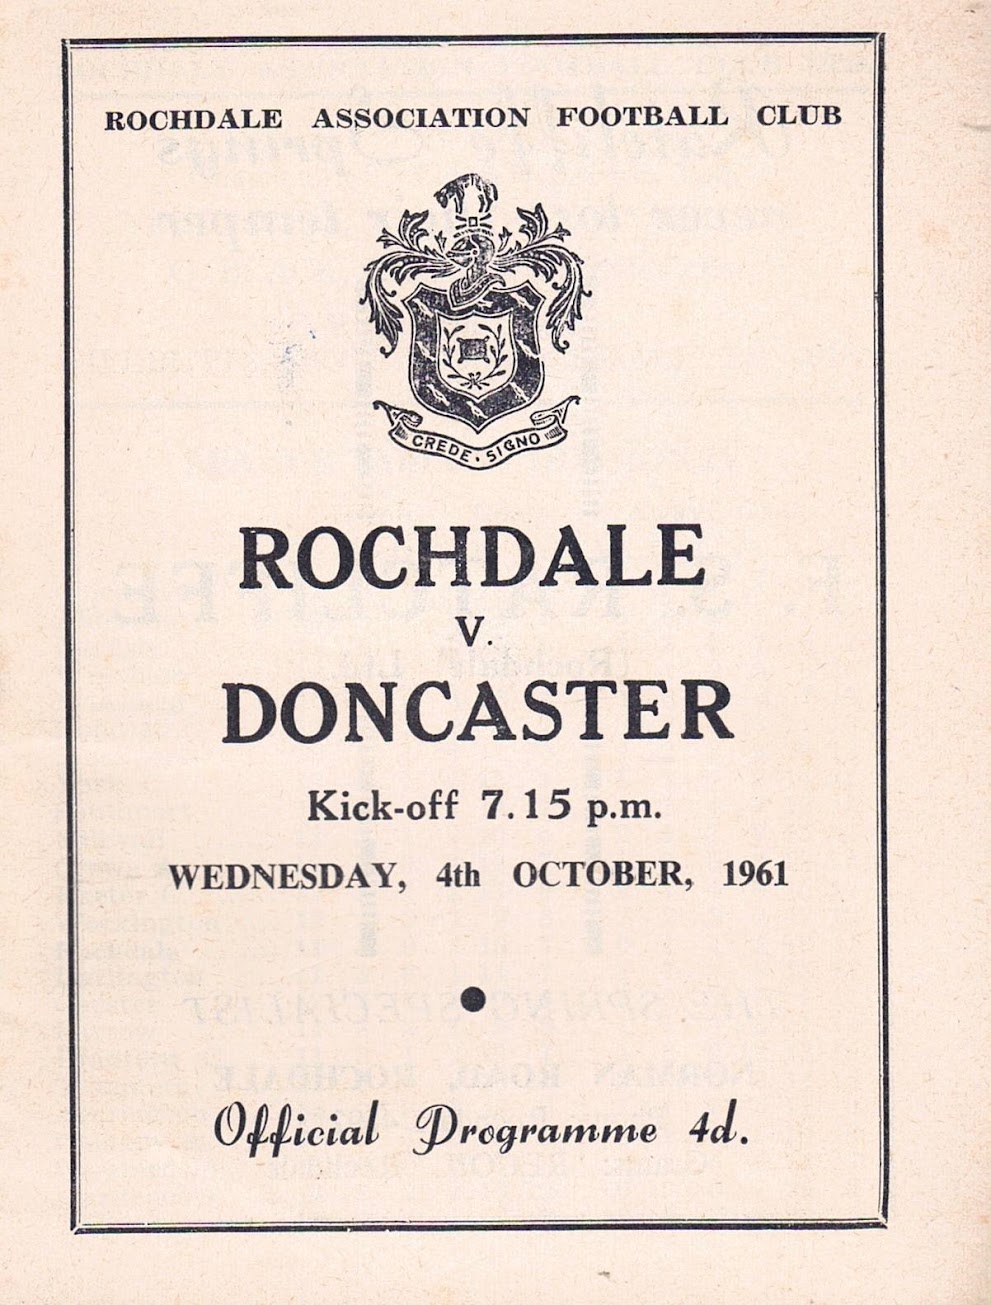 ROCHDALE ASSOCIATION FOOTBALL CLUB
CREDE · SIGNO
ROCHDALE
V.
DONCASTER
Kick-off 7.15 p.m.
WEDNESDAY, 4th OCTOBER, 1961
Official Programme 4d.